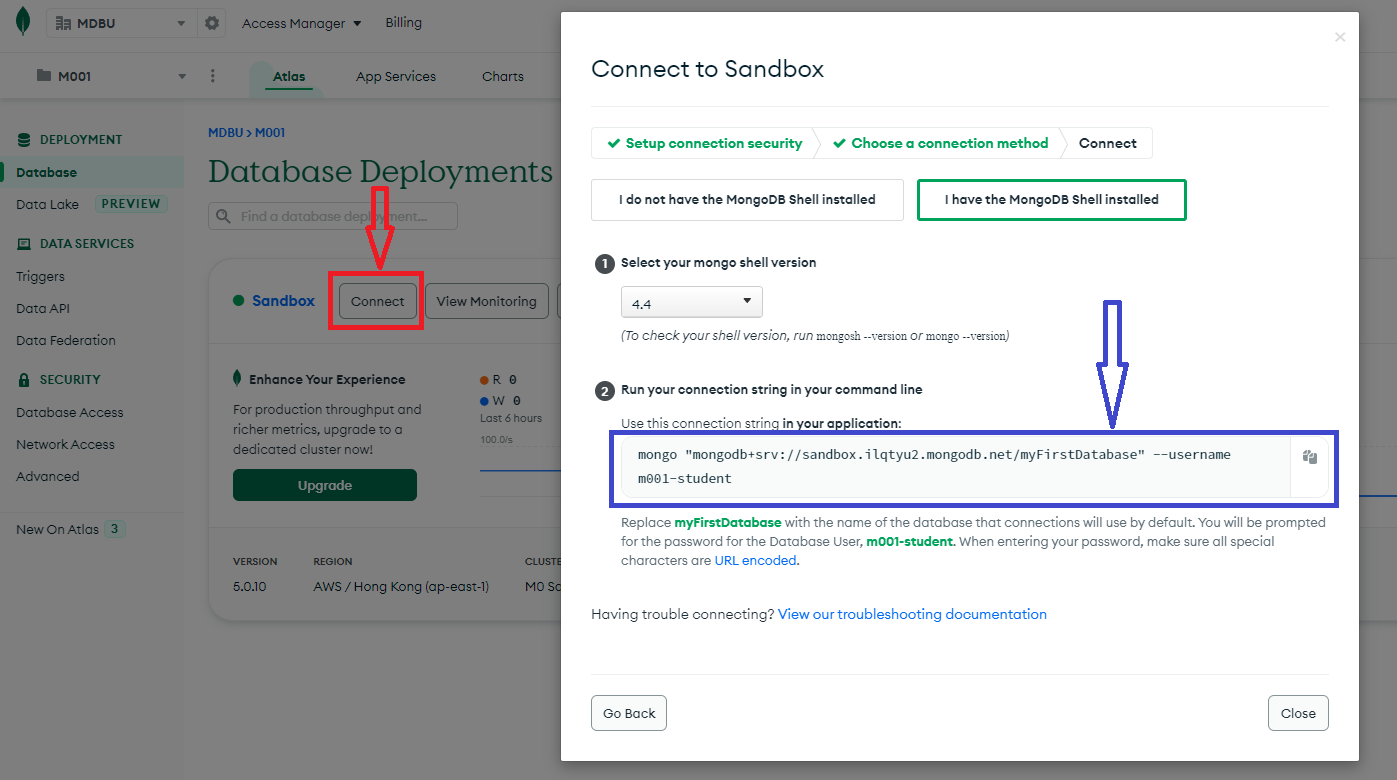 MDBU
Access Manager
Billing
M001
Atlas
App Services
Charts
DEPLOYMENT
Database
Data Lake PREVIEW
DATA SERVICES
Triggers
Data API
Data Federation
SECURITY
Database Access
Network Access
Advanced
New On Atlas 3
MDBU > M001
Database Deployments
Find a database deployment...
Sandbox
Connect
View Monitoring
Enhance Your Experience
For production throughput and
richer metrics, upgrade to a
dedicated cluster now!
Upgrade
R 0
W 0
Last 6 hours
100.0/s
VERSION
5.0.10
REGION
AWS / Hong Kong (ap-east-1)
CLUSTE
M0 Sa
Connect to Sandbox
Setup connection security
Choose a connection method
Connect
I do not have the MongoDB Shell installed
I have the MongoDB Shell installed
1 Select your mongo shell version
4.4
(To check your shell version, run mongosh --version or mongo --version)
2 Run your connection string in your command line
Use this connection string in your application:
mongo "mongodb+srv://sandbox.ilqtyu2.mongodb.net/myFirstDatabase" --username
m001-student
Replace myFirstDatabase with the name of the database that connections will use by default. You will be prompted
for the password for the Database User, m001-student. When entering your password, make sure all special
characters are URL encoded.
Having trouble connecting? View our troubleshooting documentation
Go Back
Close